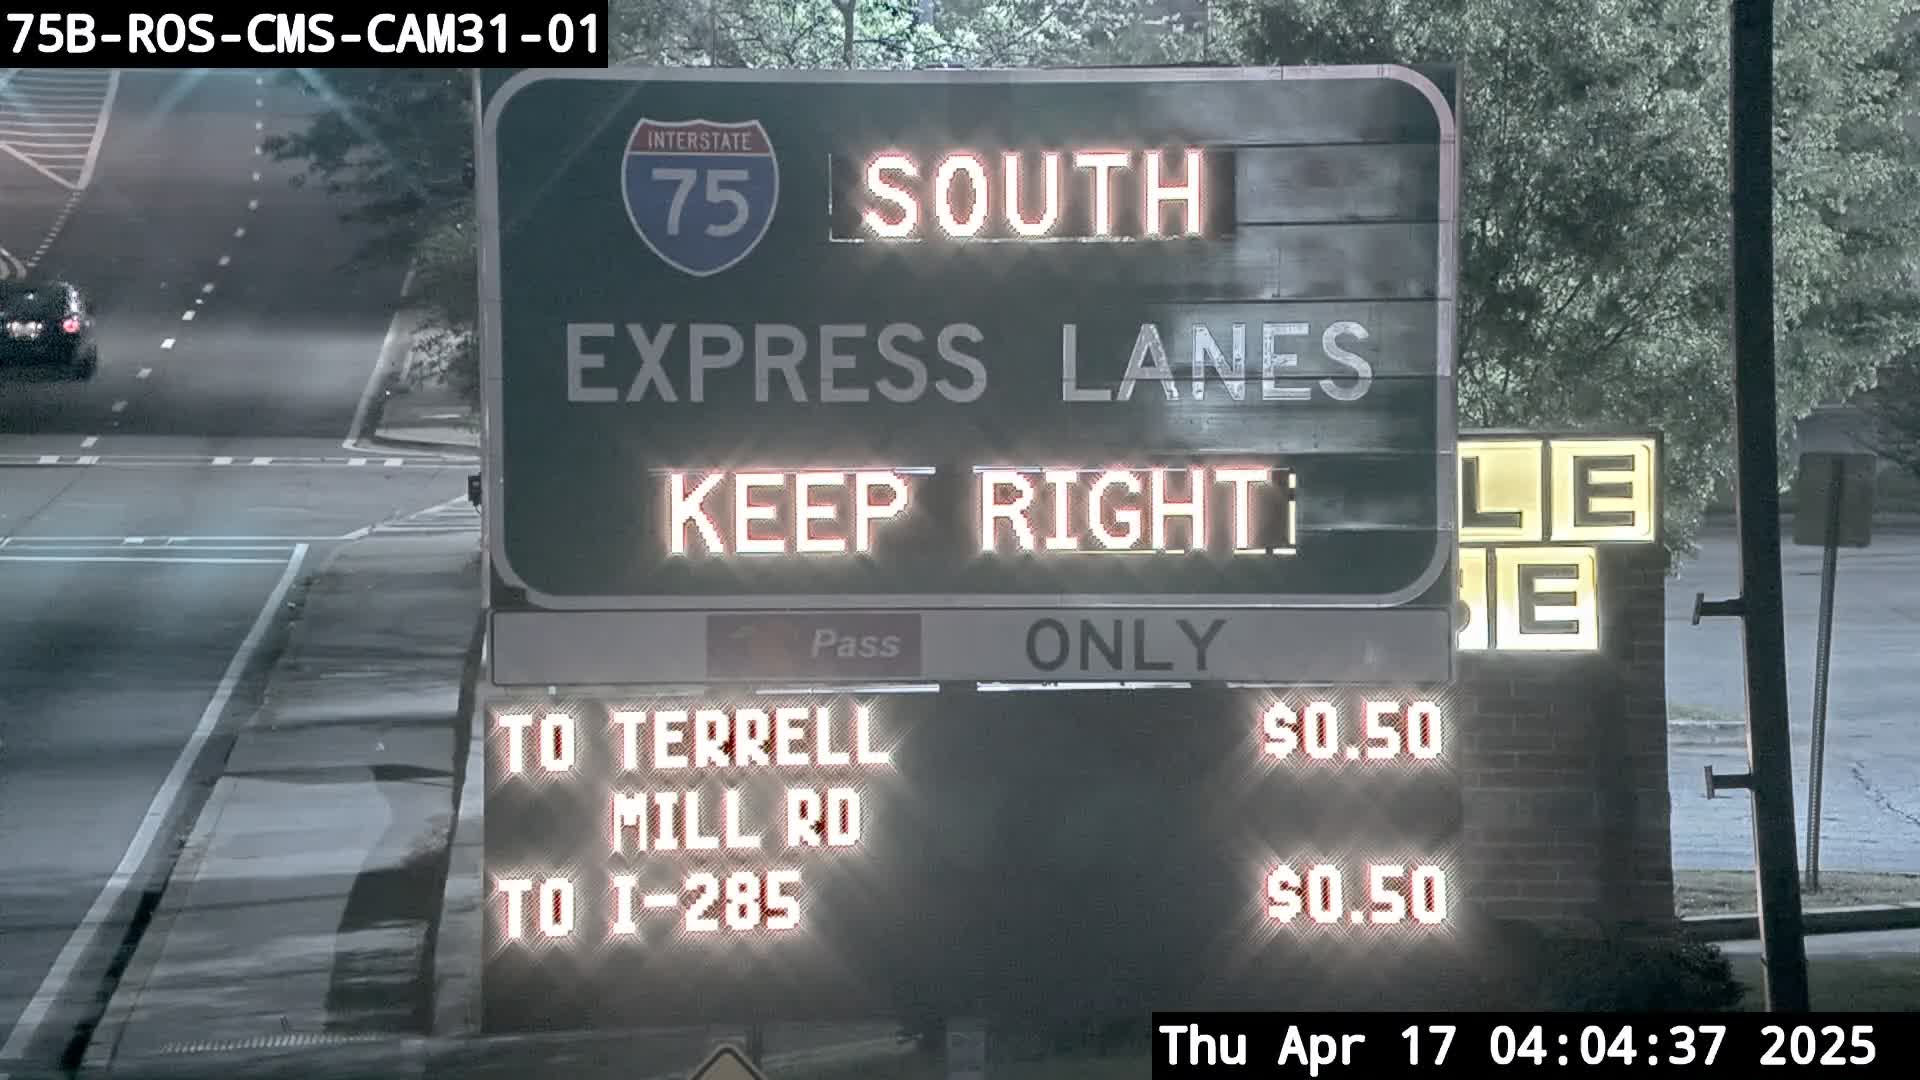 75B-ROS-CMS-CAM31-01
INTERSTATE
75
SOUTH
EXPRESS LANES
KEEP RIGHT
Pass ONLY
LE
E
TO TERRELL $0.50
MILL RD
TO I-285 $0.50
Thu Apr 17 04:04:37 2025